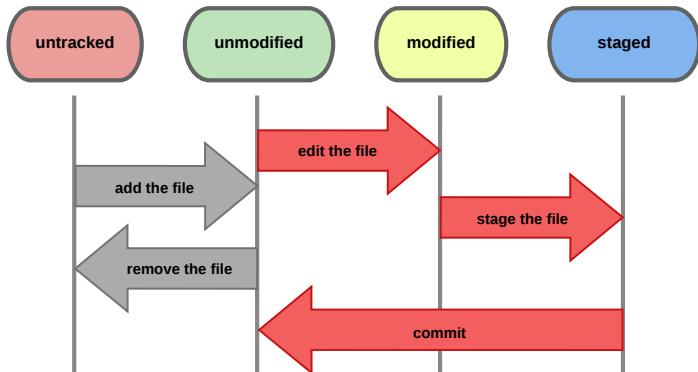 untracked
unmodified
modified
staged
edit the file
add the file
stage the file
remove the file
commit